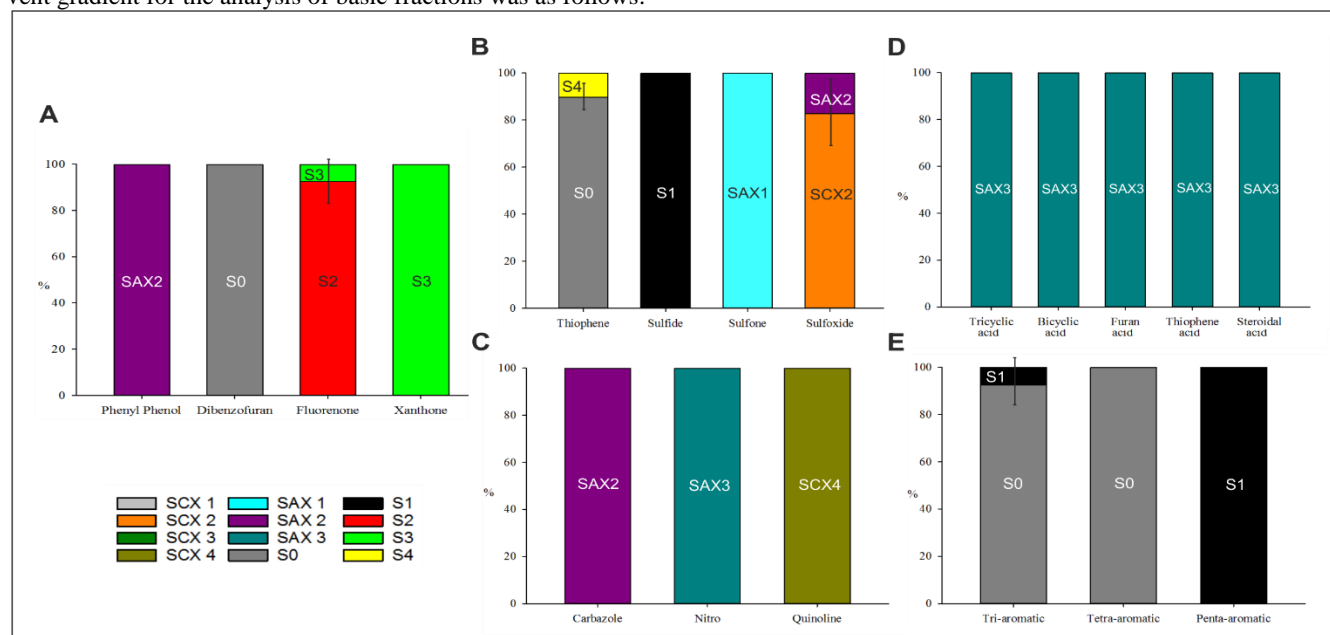 vent gradient for the analysis of basic fractions was as follows:
A
100
80
60
%
40
20
0
SAX2
S0
S3
S2
S3
Phenyl Phenol
Dibenzofuran
Fluorenone
Xanthone
SCX 1
SCX 2
SCX 3
SCX 4
SAX 1
SAX 2
SAX 3
S0
S1
S2
S3
S4
B
100
80
60
%
40
20
0
S4
S0
S1
SAX1
SAX2
SCX2
Thiophene
Sulfide
Sulfone
Sulfoxide
C
100
80
60
%
40
20
0
SAX2
SAX3
SCX4
Carbazole
Nitro
Quinoline
D
100
80
60
%
40
20
0
SAX3
SAX3
SAX3
SAX3
SAX3
Tricyclic
acid
Bicyclic
acid
Furan
acid
Thiophene
acid
Steroidal
acid
E
100
80
60
%
40
20
0
S1
S0
S0
S1
Tri-aromatic
Tetra-aromatic
Penta-aromatic